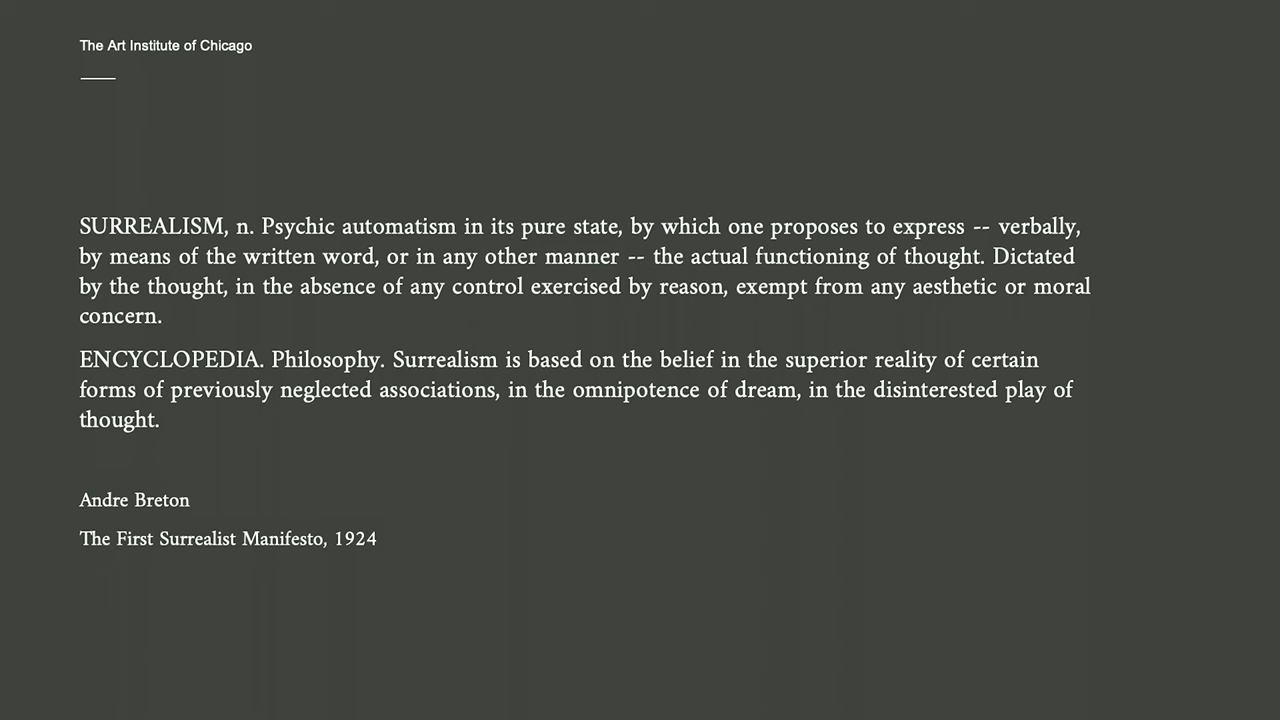 The Art Institute of Chicago
SURREALISM, n. Psychic automatism in its pure state, by which one proposes to express -- verbally,
by means of the written word, or in any other manner -- the actual functioning of thought. Dictated
by the thought, in the absence of any control exercised by reason, exempt from any aesthetic or moral
concern.
ENCYCLOPEDIA. Philosophy. Surrealism is based on the belief in the superior reality of certain
forms of previously neglected associations, in the omnipotence of dream, in the disinterested play of
thought.
Andre Breton
The First Surrealist Manifesto, 1924